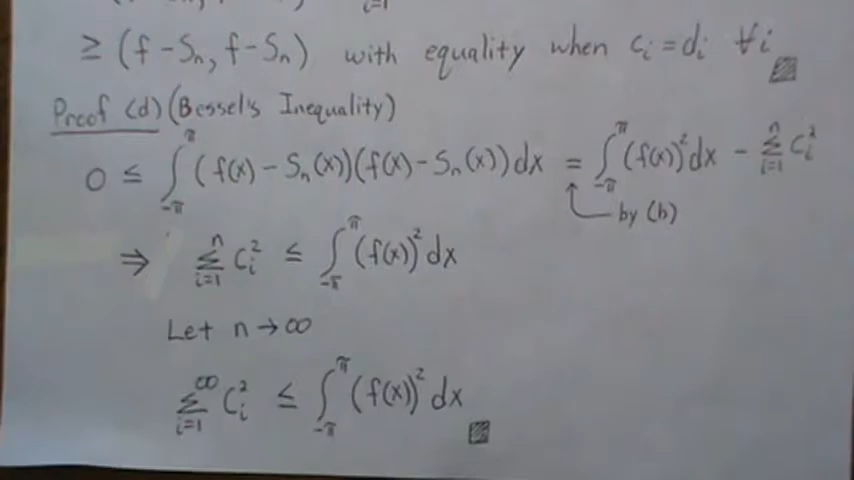 i=1
≥ (f - Sn, f - Sn) with equality when ci = di ∀i
Proof (d) (Bessel's Inequality)
0 ≤ ∫_{-π}^{π} (f(x) - Sn(x))(f(x) - Sn(x)) dx = ∫_{-π}^{π} (f(x))² dx - Σ_{i=1}^{n} Ci²
by (b)
⇒ Σ_{i=1}^{n} Ci² ≤ ∫_{-π}^{π} (f(x))² dx
Let n → ∞
Σ_{i=1}^{∞} Ci² ≤ ∫_{-π}^{π} (f(x))² dx